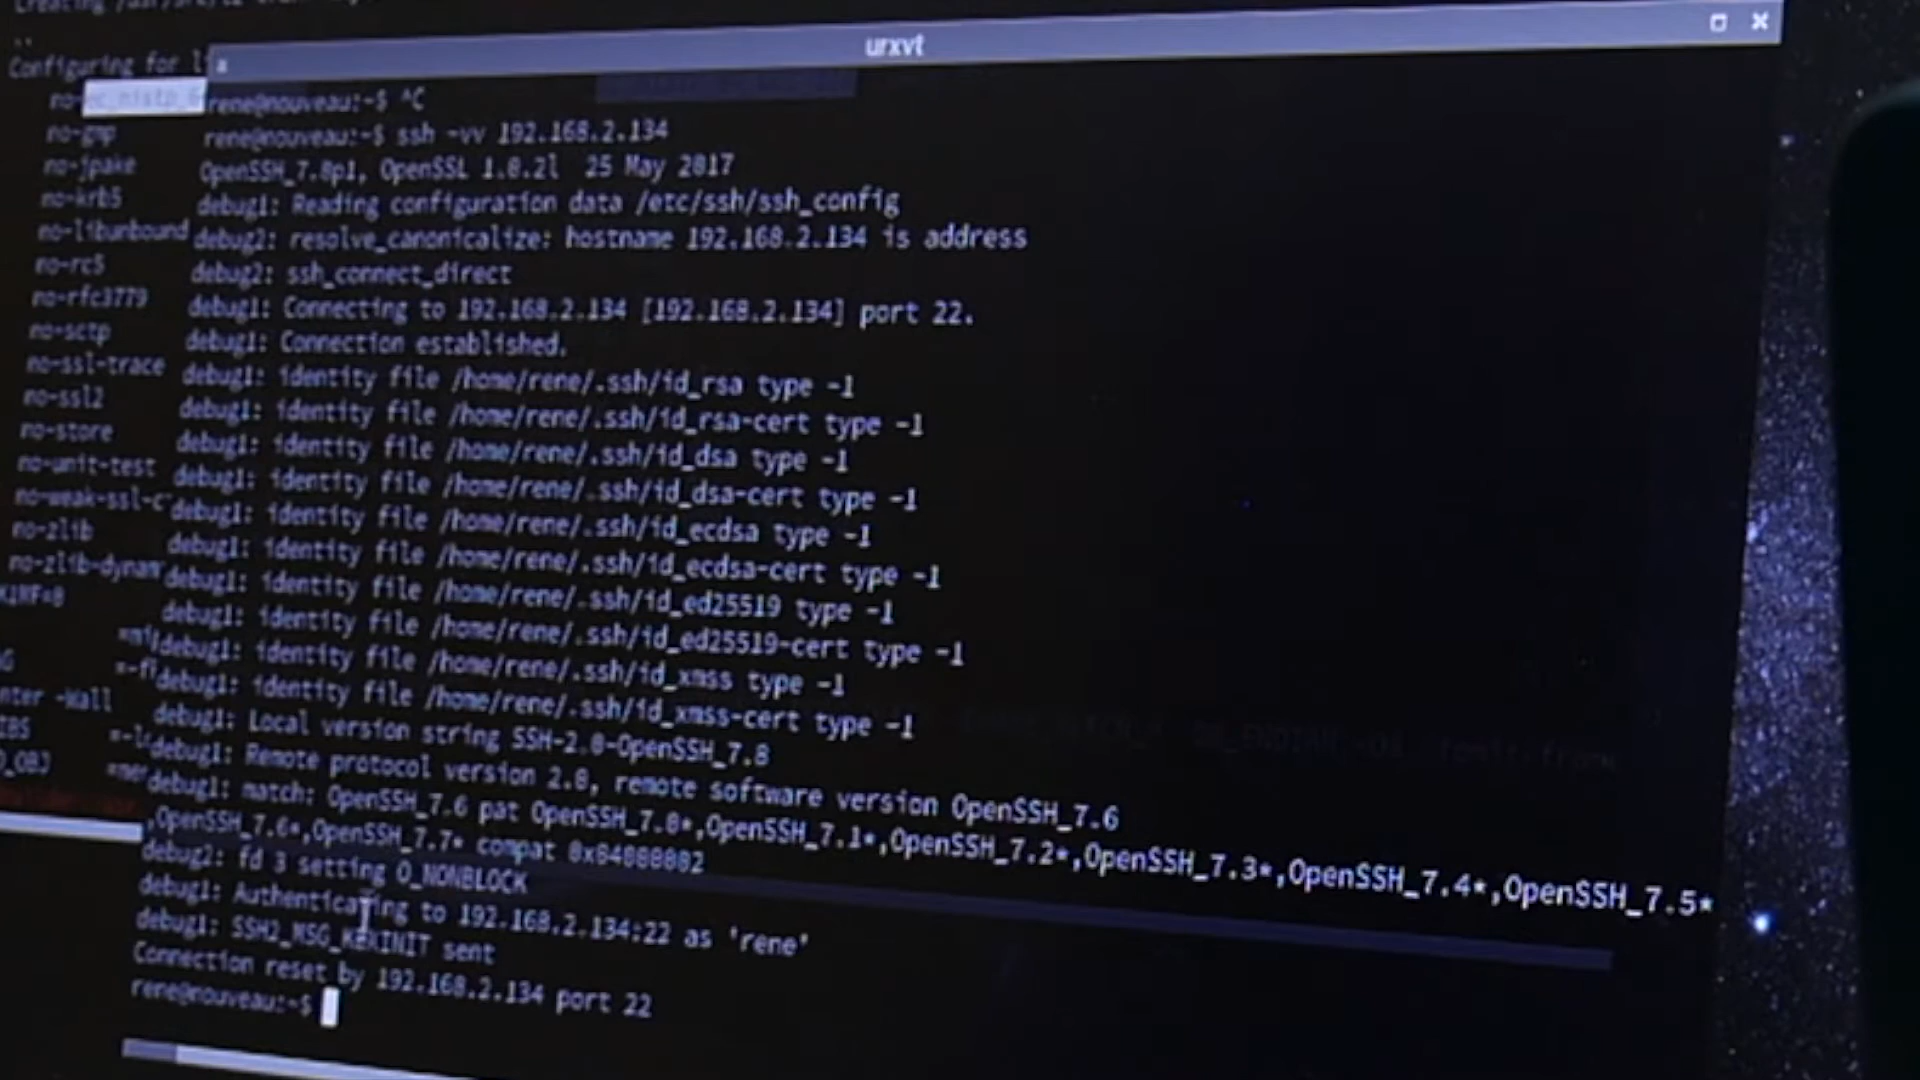 urxvt
Configuring for
no-ec_nistp_6
no-gmp
no-jpake
no-krb5
no-libunbound
no-rc5
no-rfc3779
no-sctp
no-ssl-trace
no-ssl2
no-store
no-unit-test
no-weak-ssl-c
no-zlib
no-zlib-dynam
nter -Wall
rene@nouveau:~$ ^C
rene@nouveau:~$ ssh -vv 192.168.2.134
OpenSSH_7.8p1, OpenSSL 1.0.2l 25 May 2017
debug1: Reading configuration data /etc/ssh/ssh_config
debug2: resolve_canonicalize: hostname 192.168.2.134 is address
debug2: ssh_connect_direct
debug1: Connecting to 192.168.2.134 [192.168.2.134] port 22.
debug1: Connection established.
debug1: identity file /home/rene/.ssh/id_rsa type -1
debug1: identity file /home/rene/.ssh/id_rsa-cert type -1
debug1: identity file /home/rene/.ssh/id_dsa type -1
debug1: identity file /home/rene/.ssh/id_dsa-cert type -1
debug1: identity file /home/rene/.ssh/id_ecdsa type -1
debug1: identity file /home/rene/.ssh/id_ecdsa-cert type -1
debug1: identity file /home/rene/.ssh/id_ed25519 type -1
debug1: identity file /home/rene/.ssh/id_ed25519-cert type -1
debug1: identity file /home/rene/.ssh/id_xmss type -1
debug1: identity file /home/rene/.ssh/id_xmss-cert type -1
debug1: Local version string SSH-2.0-OpenSSH_7.8
debug1: Remote protocol version 2.0, remote software version OpenSSH_7.6
debug1: match: OpenSSH_7.6 pat OpenSSH_7.0*,OpenSSH_7.1*,OpenSSH_7.2*,OpenSSH_7.3*,OpenSSH_7.4*,OpenSSH_7.5*
,OpenSSH_7.6*,OpenSSH_7.7* compat 0x04000002
debug2: fd 3 setting O_NONBLOCK
debug1: Authenticating to 192.168.2.134:22 as 'rene'
debug1: SSH2_MSG_KEXINIT sent
Connection reset by 192.168.2.134 port 22
rene@nouveau:~$